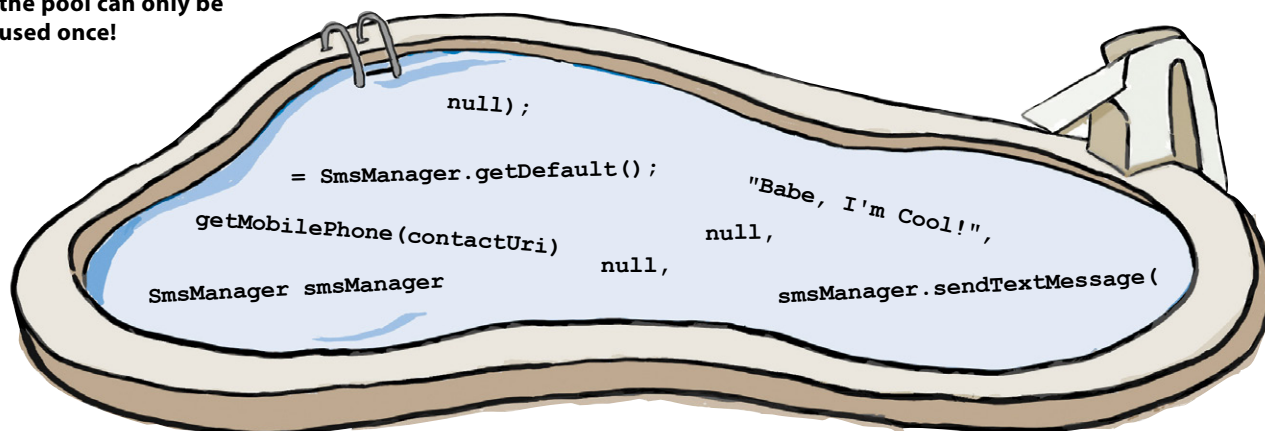 the pool can only be
used once!
null);
= SmsManager.getDefault();
"Babe, I'm Cool!",
getMobilePhone(contactUri)
null,
null,
SmsManager smsManager
smsManager.sendTextMessage(